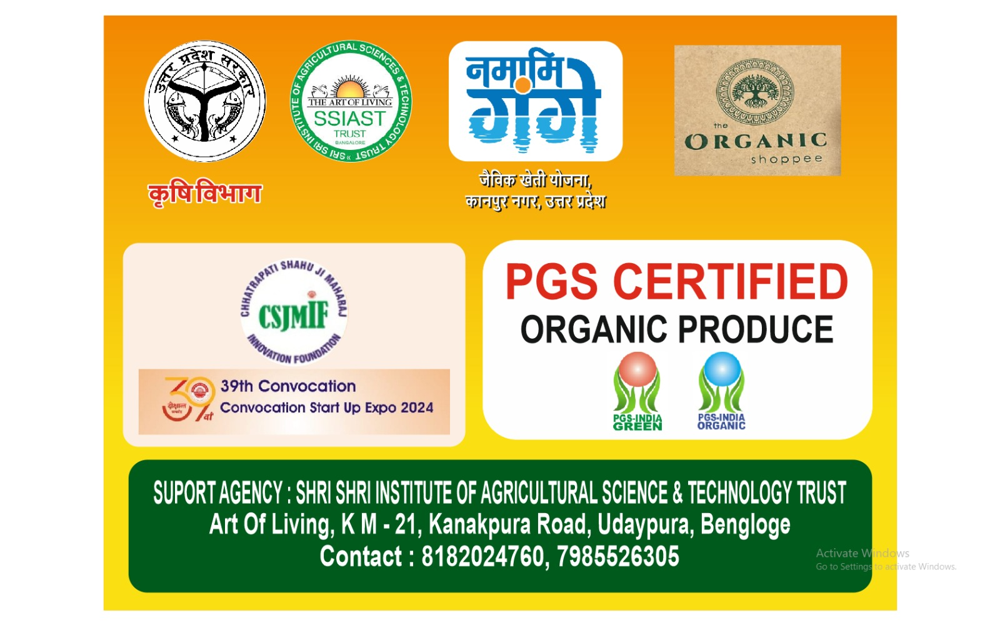 उत्तर प्रदेश सरकार
कृषि विभाग
SRI SRI INSTITUTE OF AGRICULTURAL SCIENCES & TECHNOLOGY TRUST
THE ART OF LIVING
SSIAST
TRUST
BANGALORE
नमामि
गंगे
जैविक खेती योजना,
कानपुर नगर, उत्तर प्रदेश
the
ORGANIC
shoppee
CHHATRAPATI SHAHU JI MAHARAJ
CSJMIF
INNOVATION FOUNDATION
39वां
दीक्षान्त
39th Convocation
Convocation Start Up Expo 2024
PGS CERTIFIED
ORGANIC PRODUCE
PGS-INDIA
GREEN
PGS-INDIA
ORGANIC
SUPORT AGENCY : SHRI SHRI INSTITUTE OF AGRICULTURAL SCIENCE & TECHNOLOGY TRUST
Art Of Living, K M - 21, Kanakpura Road, Udaypura, Bengloge
Contact : 8182024760, 7985526305
Activate Windows
Go to Settings to activate Windows.